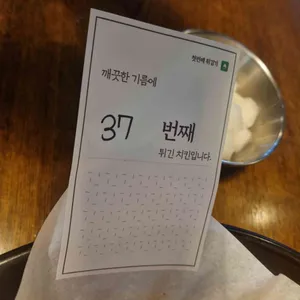 깨끗한 기름에
37 번째
튀긴 치킨입니다.